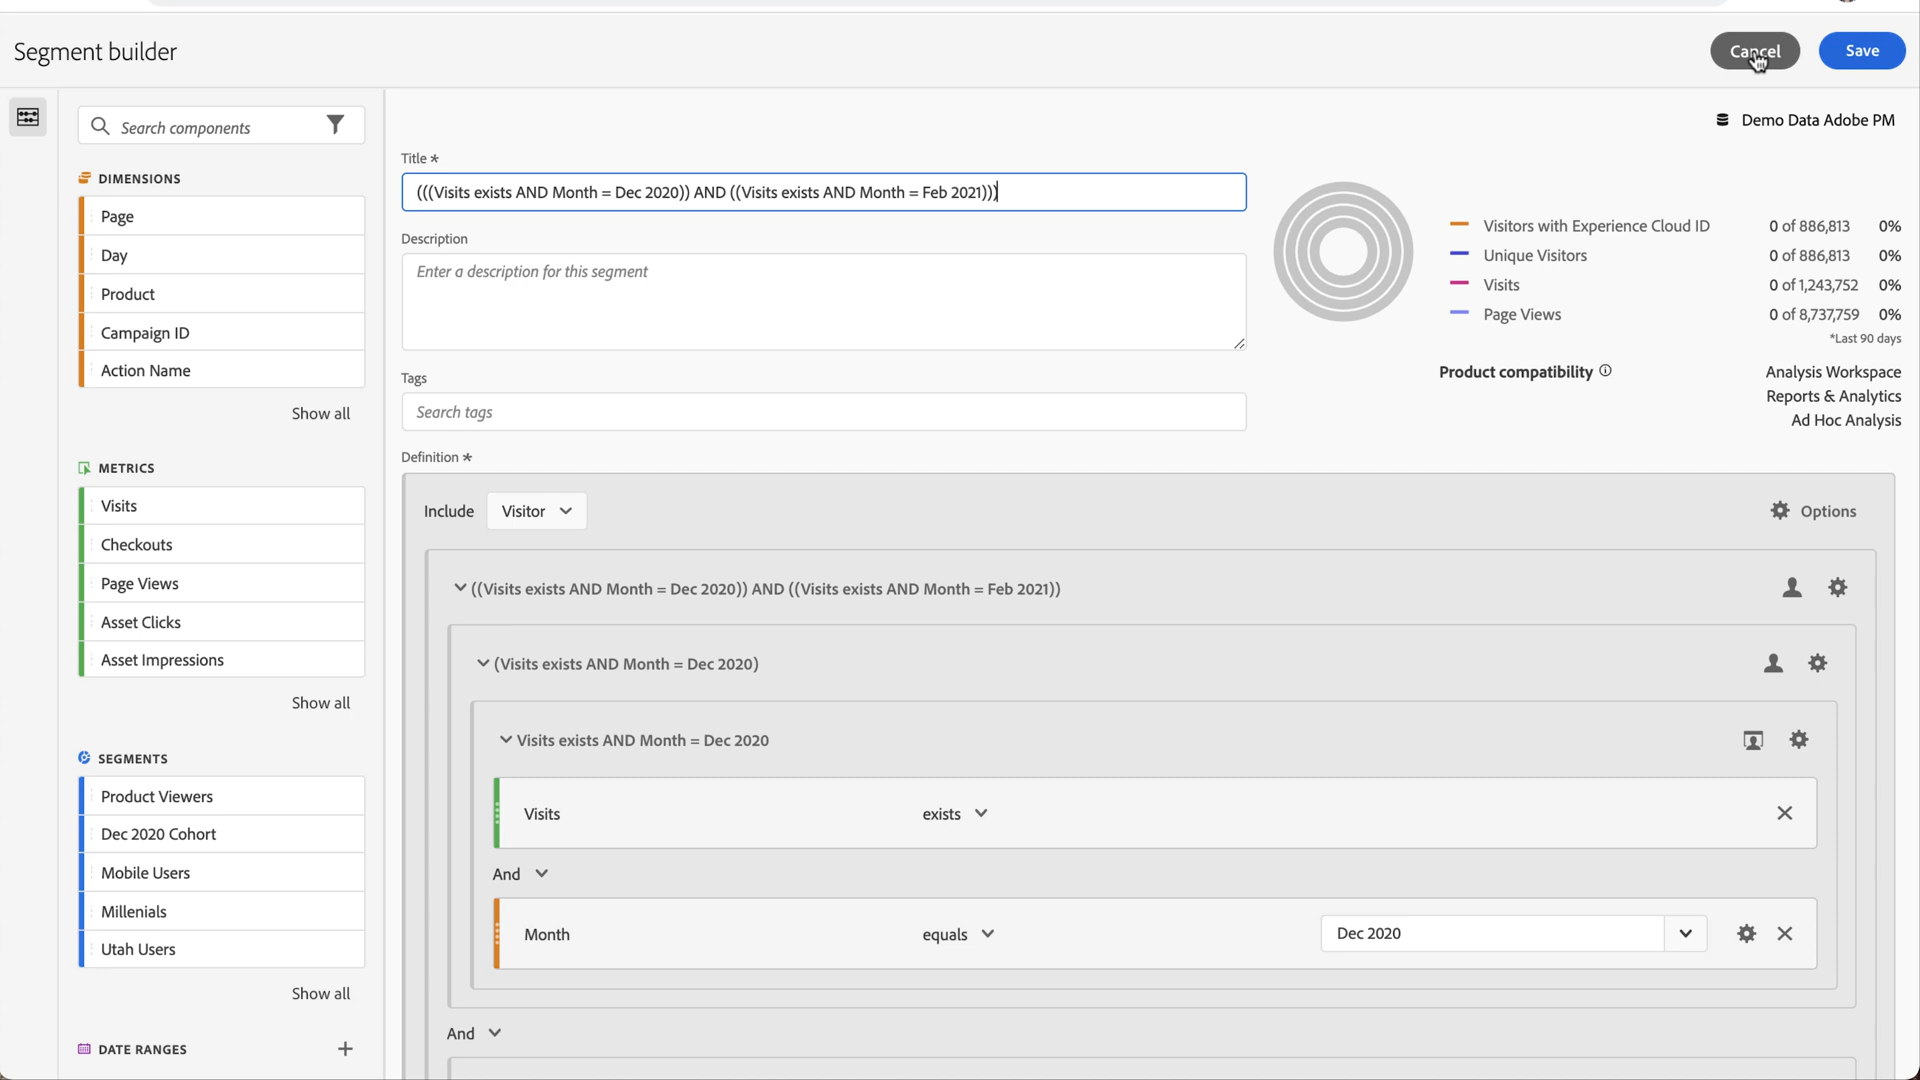 Segment builder
Cancel
Save
Search components
Demo Data Adobe PM
DIMENSIONS
Page
Day
Product
Campaign ID
Action Name
Show all
METRICS
Visits
Checkouts
Page Views
Asset Clicks
Asset Impressions
Show all
SEGMENTS
Product Viewers
Dec 2020 Cohort
Mobile Users
Millenials
Utah Users
Show all
DATE RANGES
Title *
(((Visits exists AND Month = Dec 2020)) AND ((Visits exists AND Month = Feb 2021)))
Description
Enter a description for this segment
Tags
Search tags
Visitors with Experience Cloud ID 0 of 886,813 0%
Unique Visitors 0 of 886,813 0%
Visits 0 of 1,243,752 0%
Page Views 0 of 8,737,759 0%
*Last 90 days
Product compatibility Analysis Workspace
Reports & Analytics
Ad Hoc Analysis
Definition *
Include Visitor Options
((Visits exists AND Month = Dec 2020)) AND ((Visits exists AND Month = Feb 2021))
(Visits exists AND Month = Dec 2020)
Visits exists AND Month = Dec 2020
Visits exists
And
Month equals Dec 2020
And